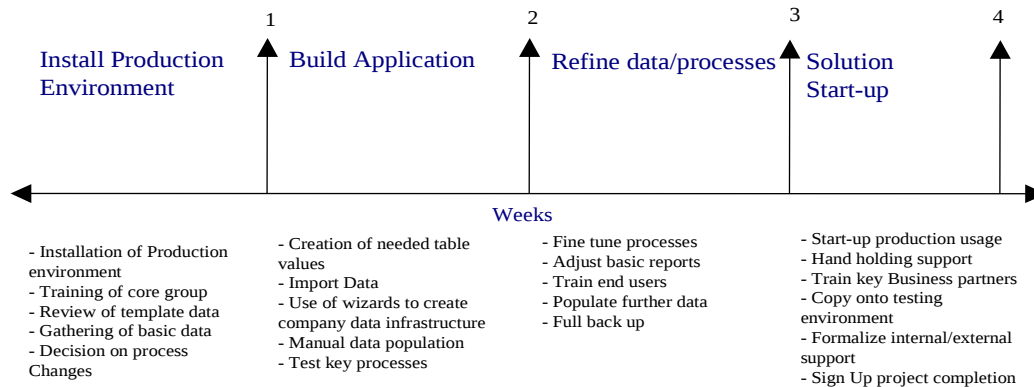 1
2
3
4
Install Production
Environment
Build Application
Refine data/processes
Solution
Start-up
Weeks
- Installation of Production
environment
- Training of core group
- Review of template data
- Gathering of basic data
- Decision on process
Changes
- Creation of needed table
values
- Import Data
- Use of wizards to create
company data infrastructure
- Manual data population
- Test key processes
- Fine tune processes
- Adjust basic reports
- Train end users
- Populate further data
- Full back up
- Start-up production usage
- Hand holding support
- Train key Business partners
- Copy onto testing
environment
- Formalize internal/external
support
- Sign Up project completion